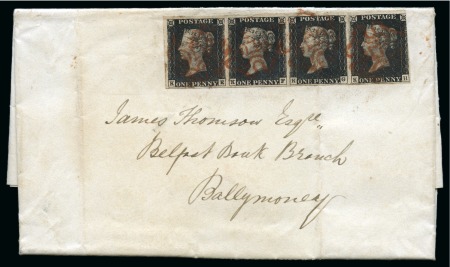 POSTAGE POSTAGE POSTAGE POSTAGE
ONE PENNY ONE PENNY ONE PENNY ONE PENNY
James Thomson Esqre
Belfast Bank Branch
Ballymoney